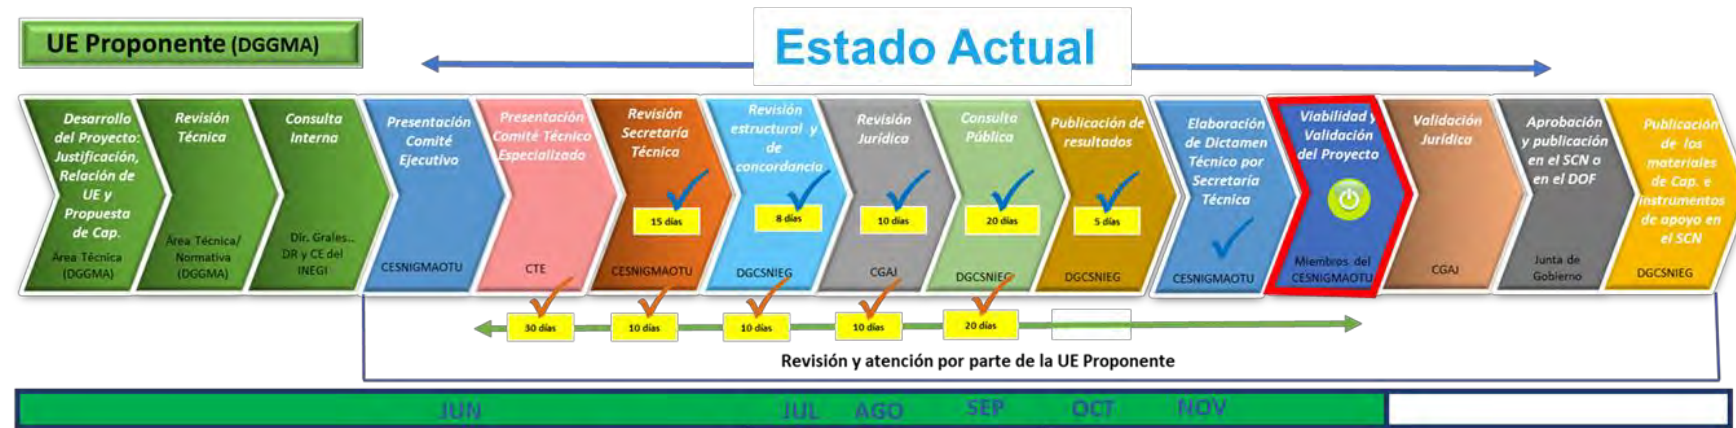 UE Proponente (DGGMA)
Estado Actual
Desarrollo
del Proyecto:
Justificación,
Relación de
UE y
Propuesta
de Cap.
Área Técnica
(DGGMA)
Revisión
Técnica
Área Técnica/
Normativa
(DGGMA)
Consulta
Interna
Dir. Grales.,
DR y CE del
INEGI
Presentación
Comité
Ejecutivo
CESNIGMAOTU
Presentación
Comité Técnico
Especializado
CTE
Revisión
Secretaría
Técnica
15 días
CESNIGMAOTU
Revisión
estructural y
de
concordancia
8 días
DGCSNIEG
Revisión
Jurídica
10 días
CGAJ
Consulta
Pública
20 días
DGCSNIEG
Publicación de
resultados
5 días
DGCSNIEG
Elaboración
de Dictamen
Técnico por
Secretaría
Técnica
CESNIGMAOTU
Viabilidad y
Validación
del Proyecto
Miembros del
CESNIGMAOTU
Validación
Jurídica
CGAJ
Aprobación
y publicación
en el SCN o
en el DOF
Junta de
Gobierno
Publicación
de los
materiales
de Cap. e
instrumentos
de apoyo en
el SCN
DGCSNIEG
30 días
10 días
10 días
10 días
20 días
Revisión y atención por parte de la UE Proponente
JUN JUL AGO SEP OCT NOV